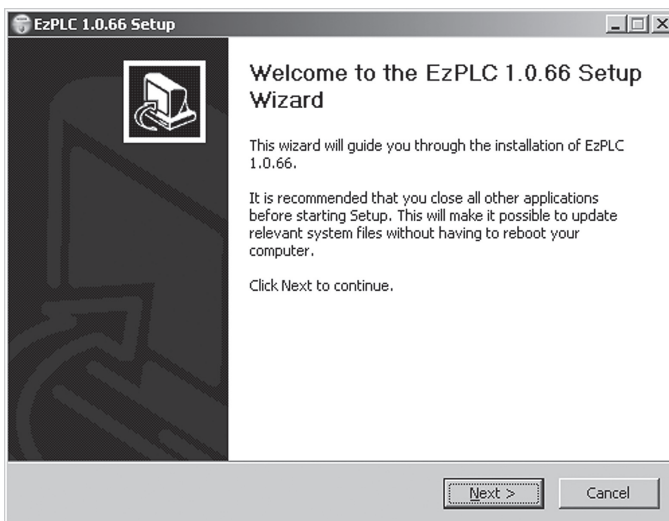 EzPLC 1.0.66 Setup
Welcome to the EzPLC 1.0.66 Setup
Wizard
This wizard will guide you through the installation of EzPLC
1.0.66.
It is recommended that you close all other applications
before starting Setup. This will make it possible to update
relevant system files without having to reboot your
computer.
Click Next to continue.
Next >
Cancel